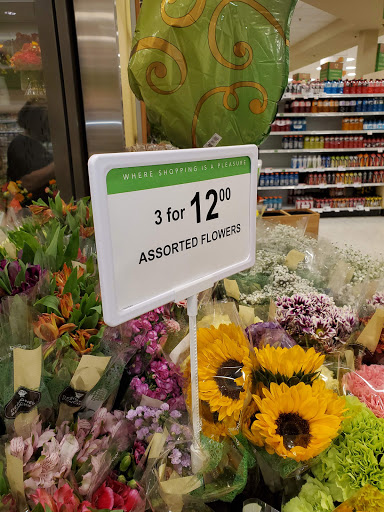 WHERE SHOPPING IS A PLEASURE
3 for 12 00
ASSORTED FLOWERS